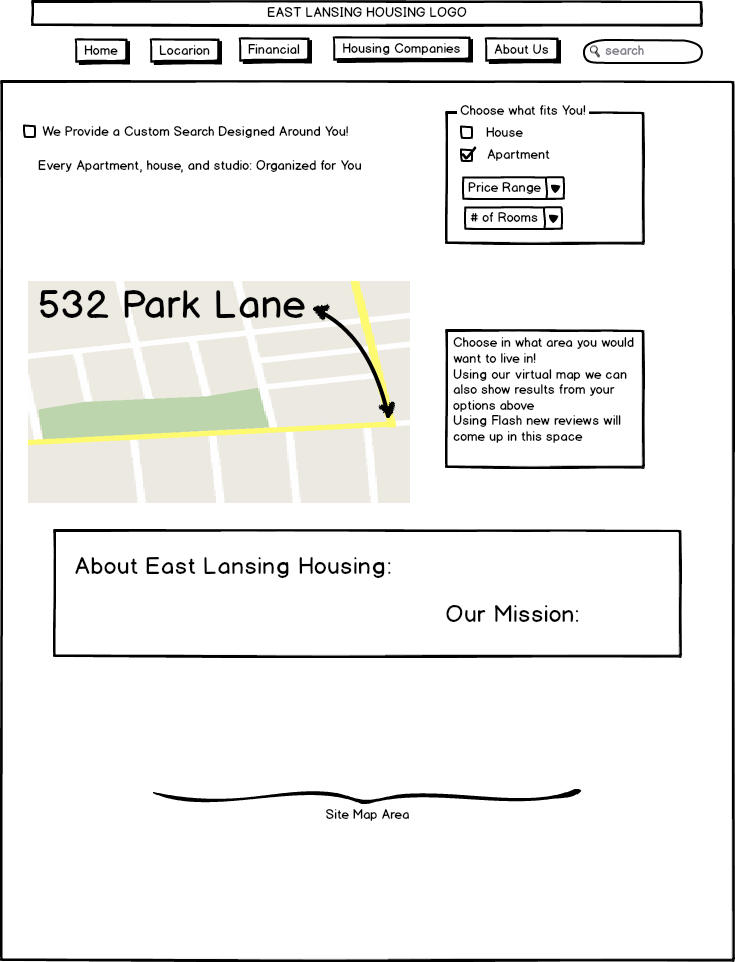 EAST LANSING HOUSING LOGO
Home
Locarion
Financial
Housing Companies
About Us
search
We Provide a Custom Search Designed Around You!
Every Apartment, house, and studio: Organized for You
Choose what fits You!
House
Apartment
Price Range
# of Rooms
532 Park Lane
Choose in what area you would
want to live in!
Using our virtual map we can
also show results from your
options above
Using Flash new reviews will
come up in this space
About East Lansing Housing:
Our Mission:
Site Map Area